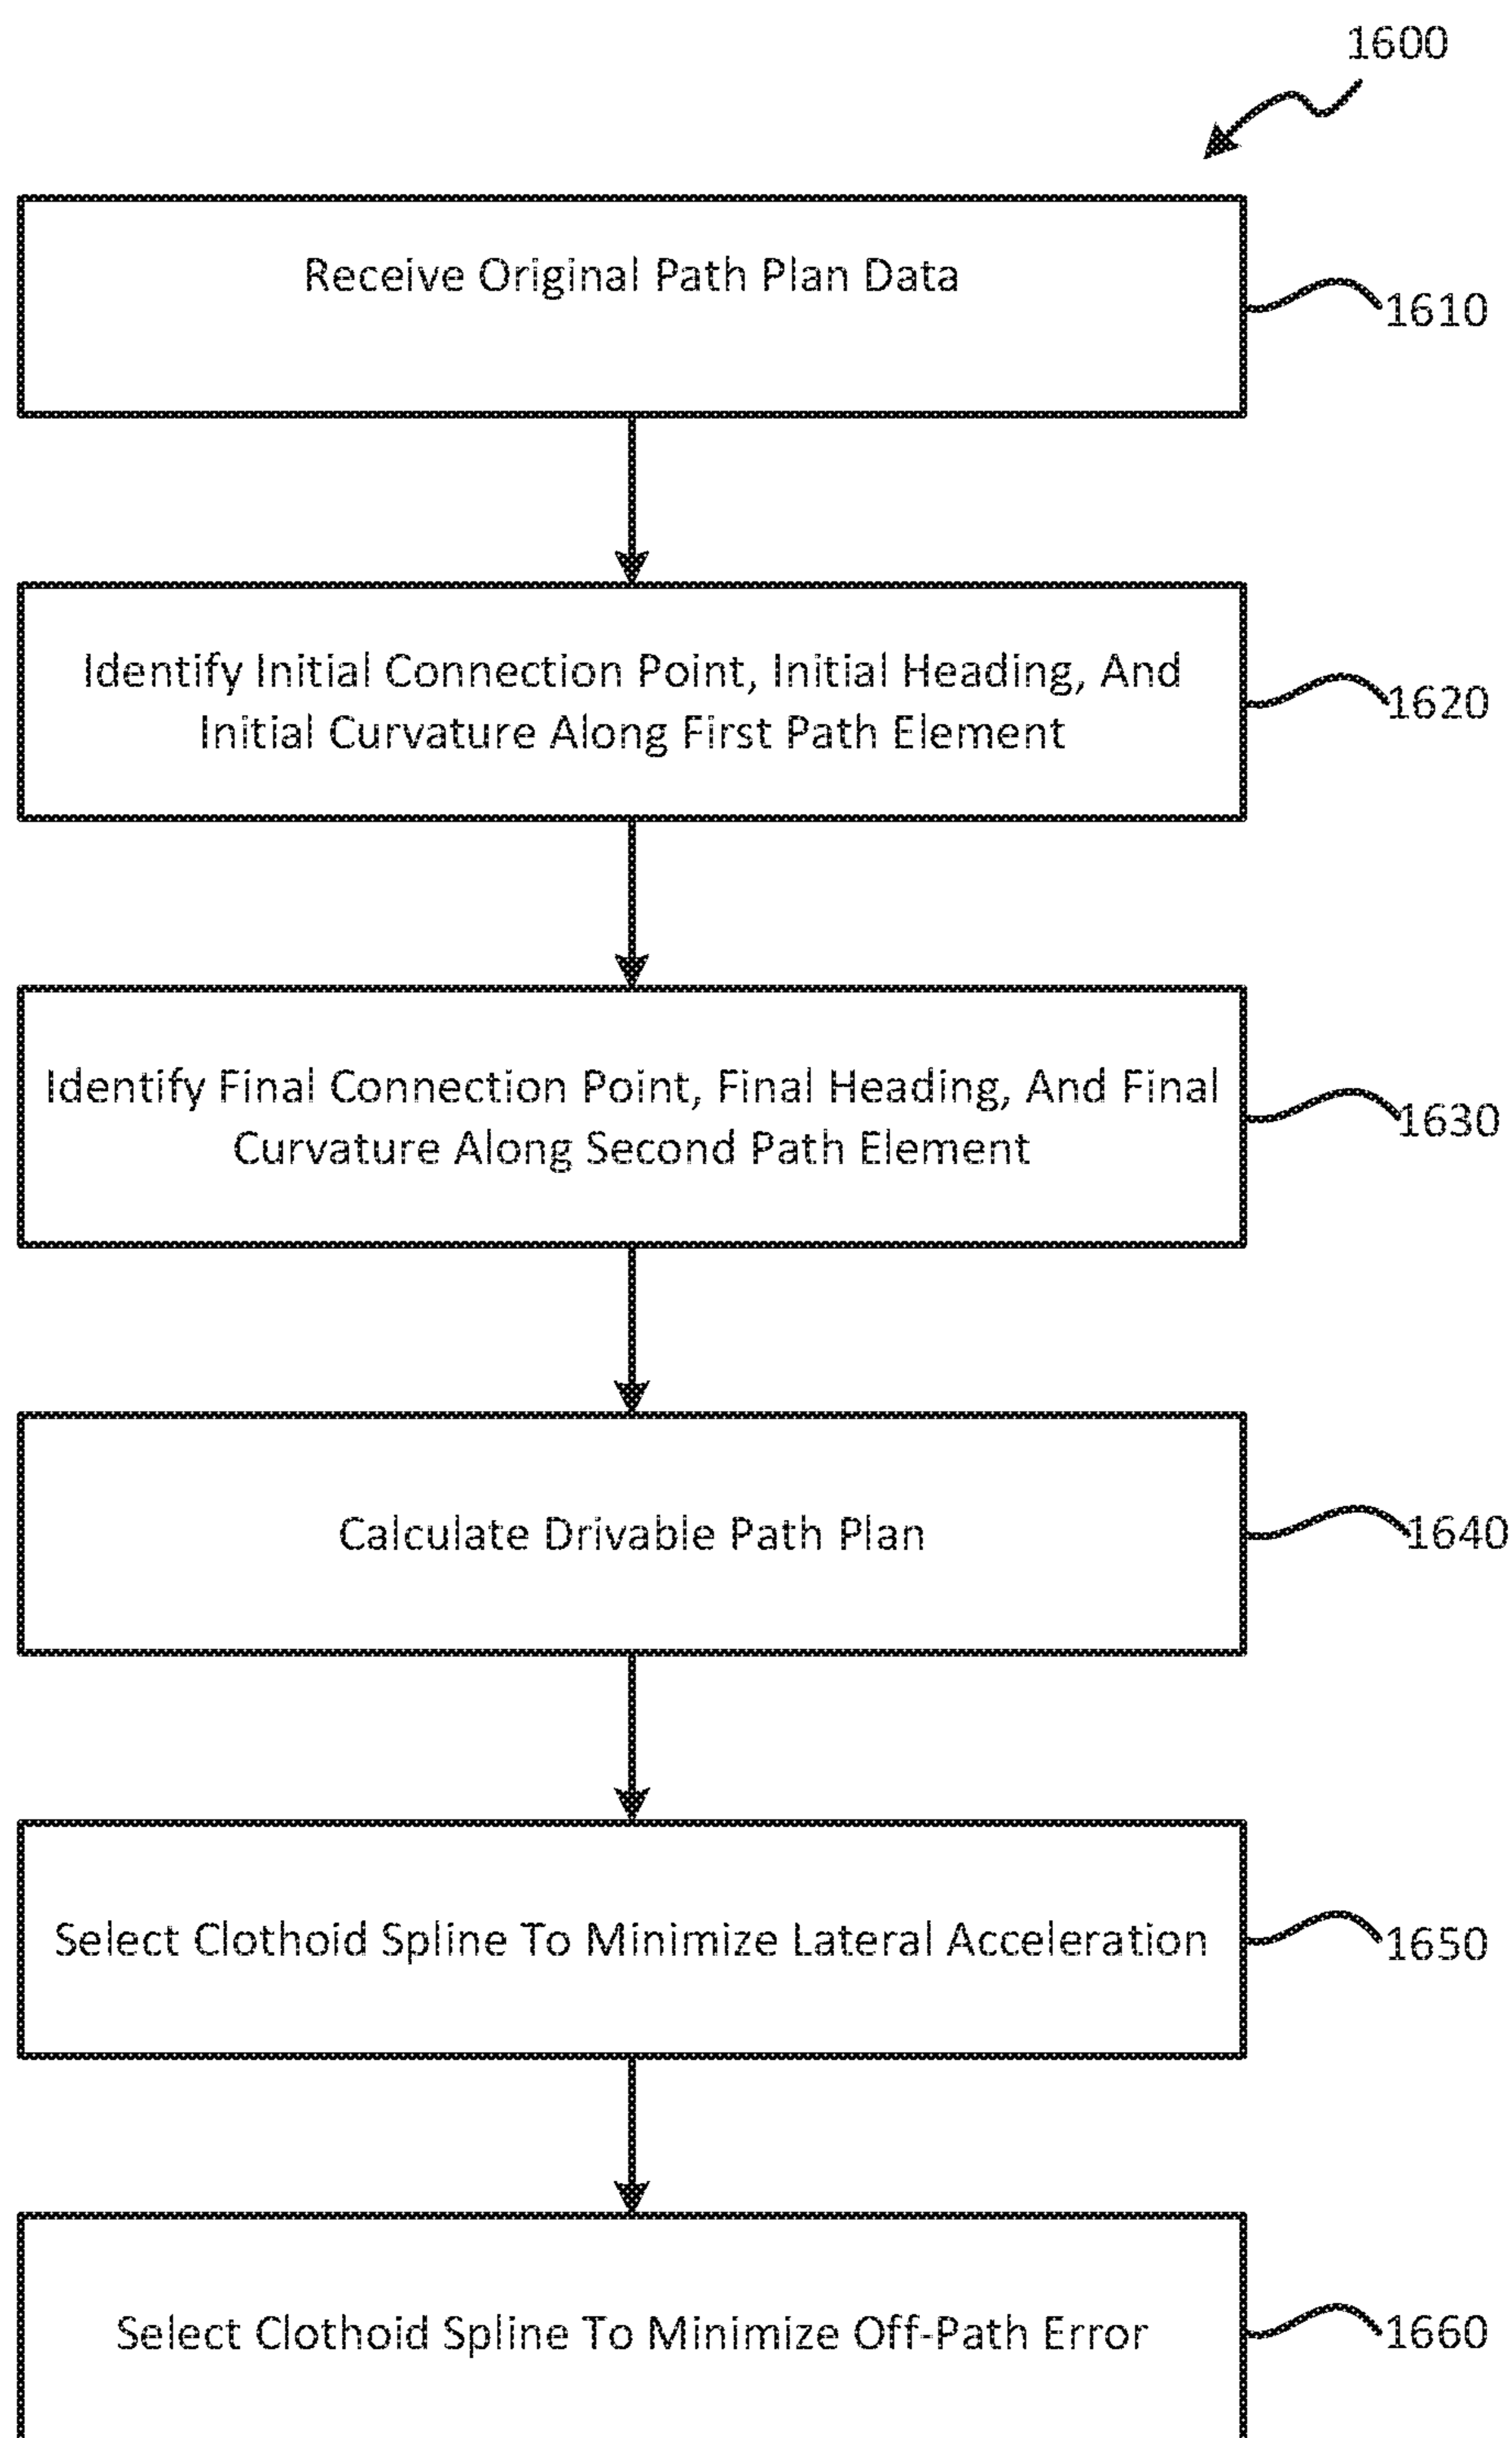 1600
Receive Original Path Plan Data
1610
Identify Initial Connection Point, Initial Heading, And
Initial Curvature Along First Path Element
1620
Identify Final Connection Point, Final Heading, And Final
Curvature Along Second Path Element
1630
Calculate Drivable Path Plan
1640
Select Clothoid Spline To Minimize Lateral Acceleration
1650
Select Clothoid Spline To Minimize Off-Path Error
1660